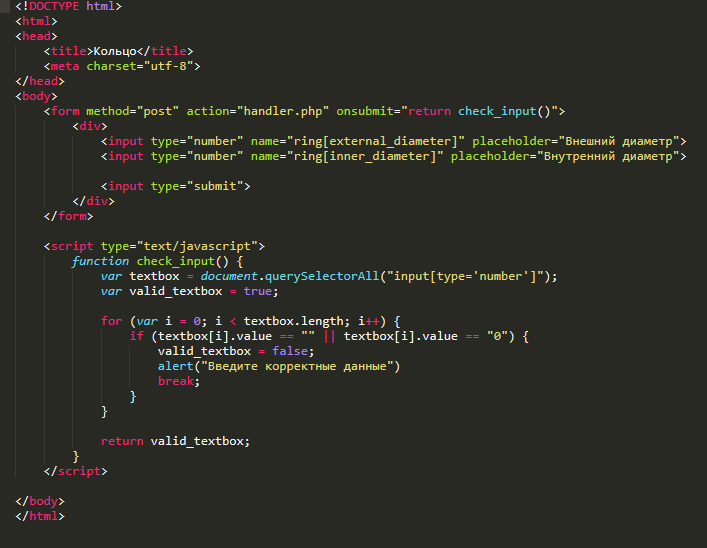 <!DOCTYPE html>
<html>
<head>
    <title>Кольцо</title>
    <meta charset="utf-8">
</head>
<body>
    <form method="post" action="handler.php" onsubmit="return check_input()">
        <div>
            <input type="number" name="ring[external_diameter]" placeholder="Внешний диаметр">
            <input type="number" name="ring[inner_diameter]" placeholder="Внутренний диаметр">

            <input type="submit">
        </div>
    </form>

    <script type="text/javascript">
        function check_input() {
            var textbox = document.querySelectorAll("input[type='number']");
            var valid_textbox = true;

            for (var i = 0; i < textbox.length; i++) {
                if (textbox[i].value == "" || textbox[i].value == "0") {
                    valid_textbox = false;
                    alert("Введите корректные данные")
                    break;
                }
            }

            return valid_textbox;
        }
    </script>

</body>
</html>